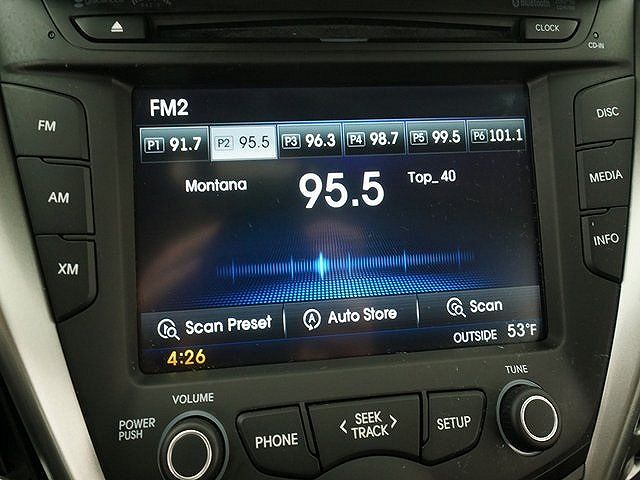 CLOCK
CD-IN
FM2
P1 91.7 P2 95.5 P3 96.3 P4 98.7 P5 99.5 P6 101.1
Montana 95.5 Top_40
Scan Preset Auto Store Scan
4:26 OUTSIDE 53°F
FM
AM
XM
DISC
MEDIA
INFO
VOLUME
POWER
PUSH
PHONE
SEEK
TRACK
SETUP
TUNE